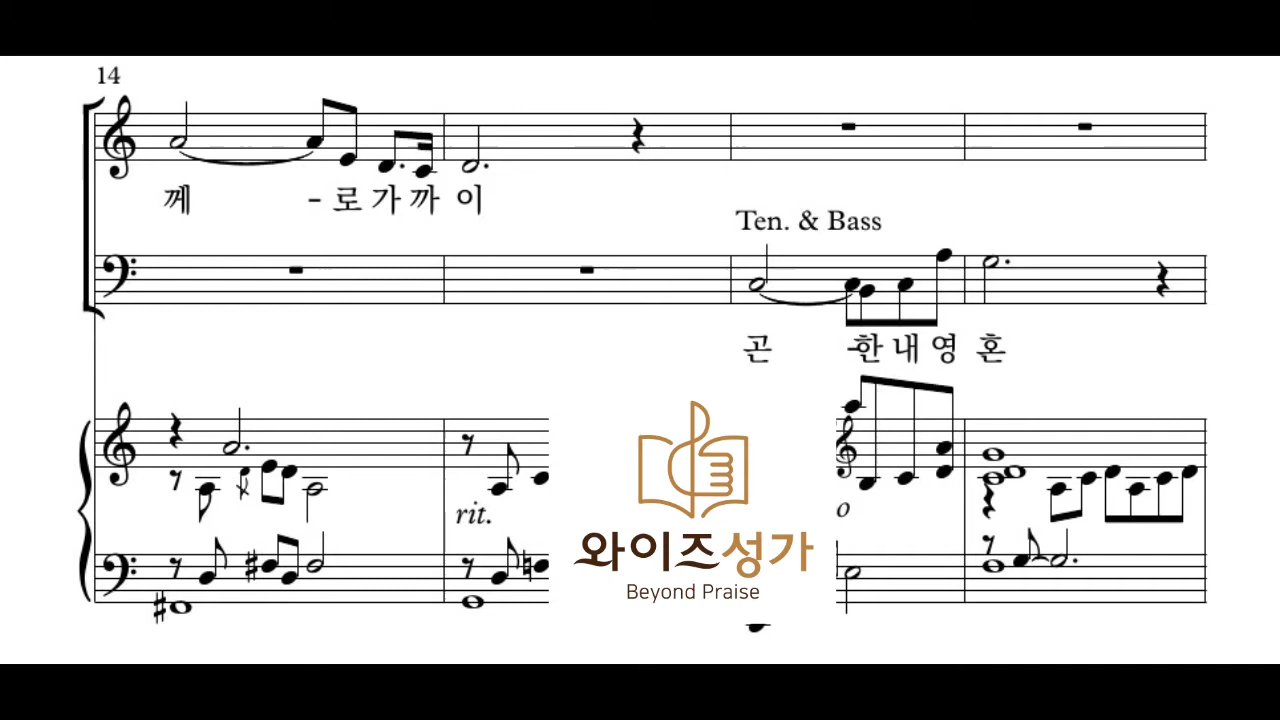 14
께 - 로 가 까 이
Ten. & Bass
곤 - 한 내 영 혼
rit.
o
와이즈성가
Beyond Praise